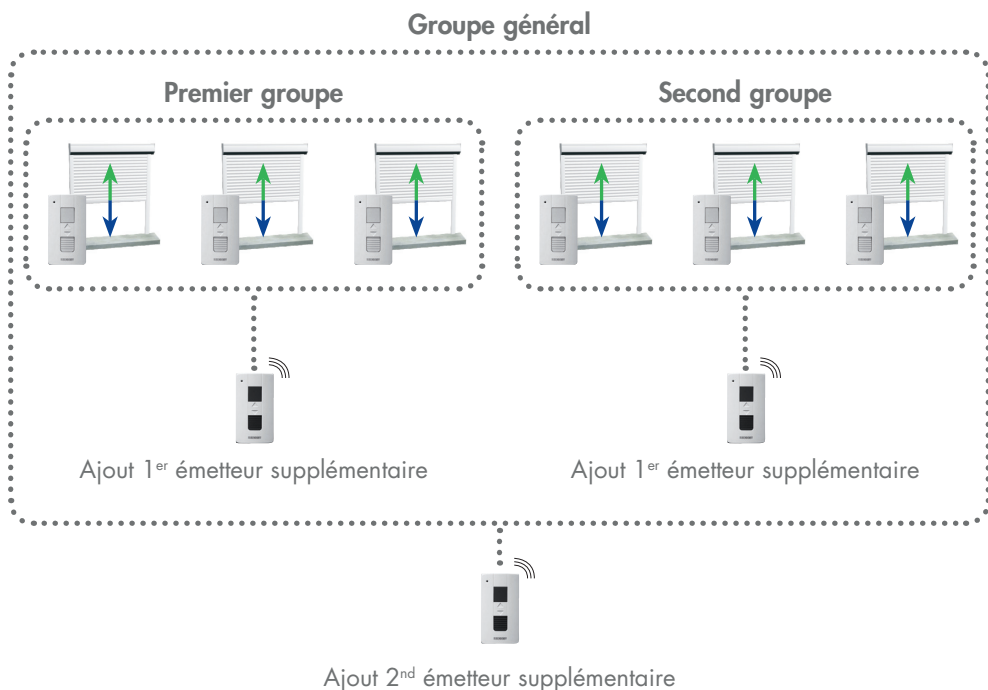 Groupe général
Premier groupe
Second groupe
Ajout 1er émetteur supplémentaire
Ajout 1er émetteur supplémentaire
Ajout 2nd émetteur supplémentaire